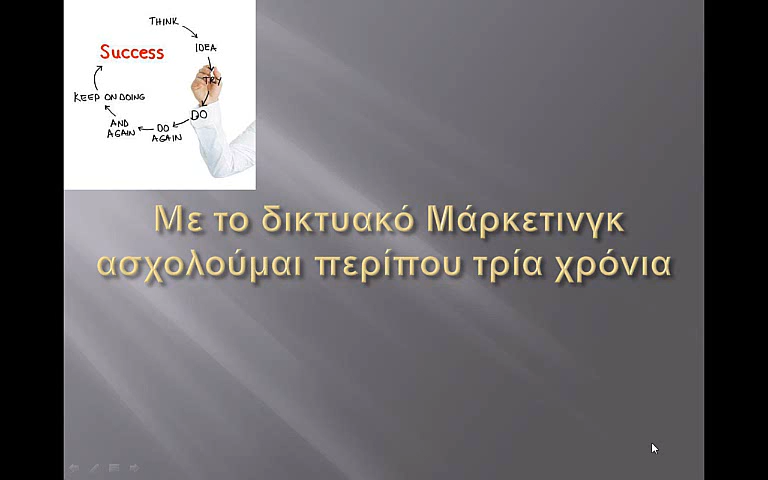 THINK
IDEA
TRY
DO
DO
AGAIN
AND
AGAIN
KEEP ON DOING
Success
Με το δικτυακό Μάρκετινγκ
ασχολούμαι περίπου τρία χρόνια